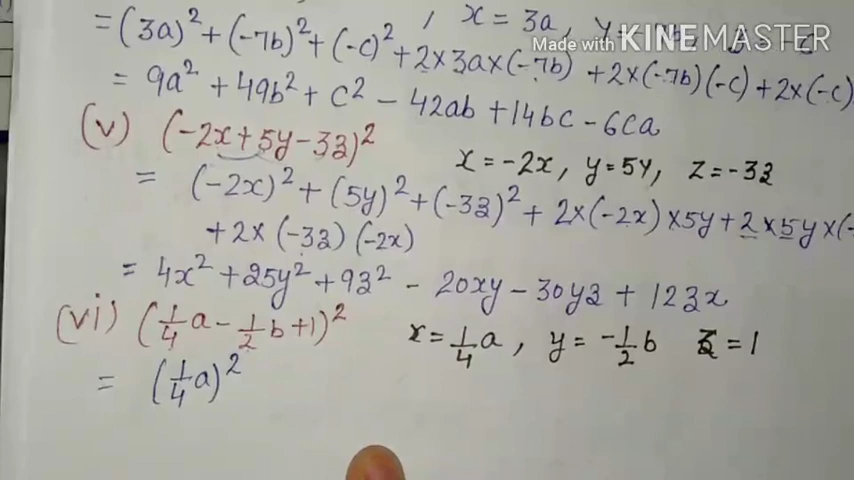 , x = 3a,
= (3a)² + (-7b)² + (-c)² + 2×3a×(-7b) + 2×(-7b)(-c) + 2×(-c)
Made with KINEMASTER
= 9a² + 49b² + c² - 42ab + 14bc - 6ca
(v) (-2x + 5y - 3z)²
x = -2x, y = 5y, z = -3z
= (-2x)² + (5y)² + (-3z)² + 2×(-2x)×5y + 2×5y×(-
+ 2×(-3z)(-2x)
= 4x² + 25y² + 9z² - 20xy - 30yz + 12zx
(vi) (1/4 a - 1/2 b + 1)² x = 1/4 a, y = -1/2 b z = 1
= (1/4 a)²